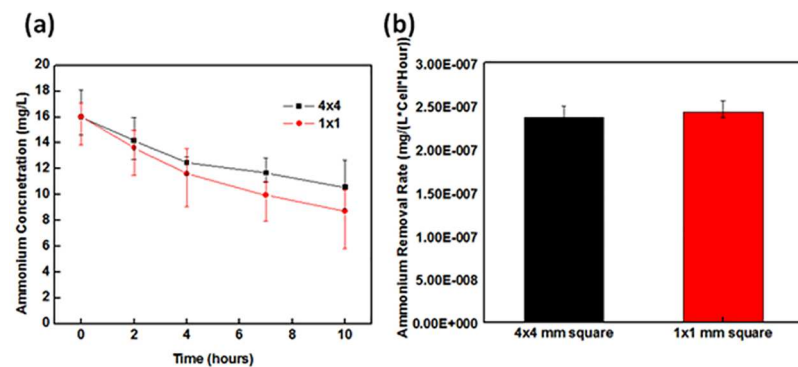 (a)
Ammonium Concnetration (mg/L)
20
18
16
14
12
10
8
6
4
2
0
4x4
1x1
0 2 4 6 8 10
Time (hours)
(b)
Ammonium Removal Rate (mg/(L*Cell*Hour))
3.00E-007
2.50E-007
2.00E-007
1.50E-007
1.00E-007
5.00E-008
0.00E+000
4x4 mm square 1x1 mm square